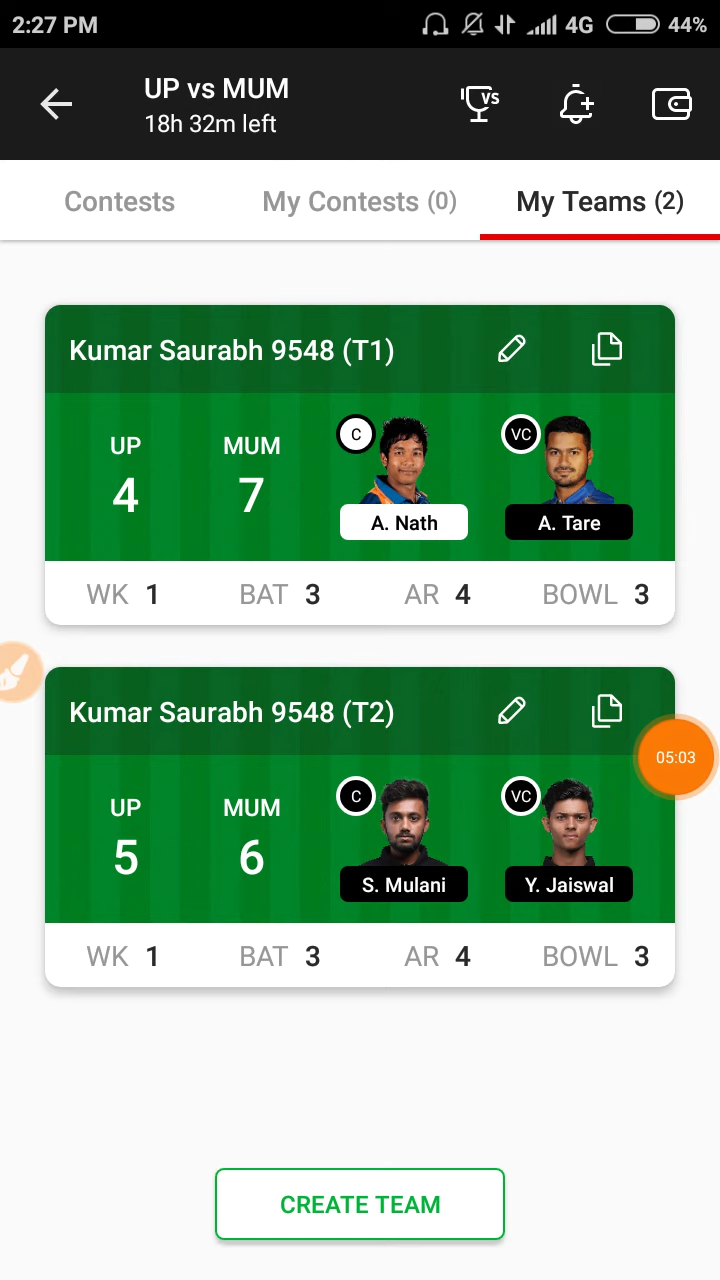 2:27 PM 4G 44%
UP vs MUM
18h 32m left
VS
Contests My Contests (0) My Teams (2)
Kumar Saurabh 9548 (T1)
UP MUM C VC
4 7
A. Nath A. Tare
WK 1 BAT 3 AR 4 BOWL 3
Kumar Saurabh 9548 (T2)
05:03
UP MUM C VC
5 6
S. Mulani Y. Jaiswal
WK 1 BAT 3 AR 4 BOWL 3
CREATE TEAM